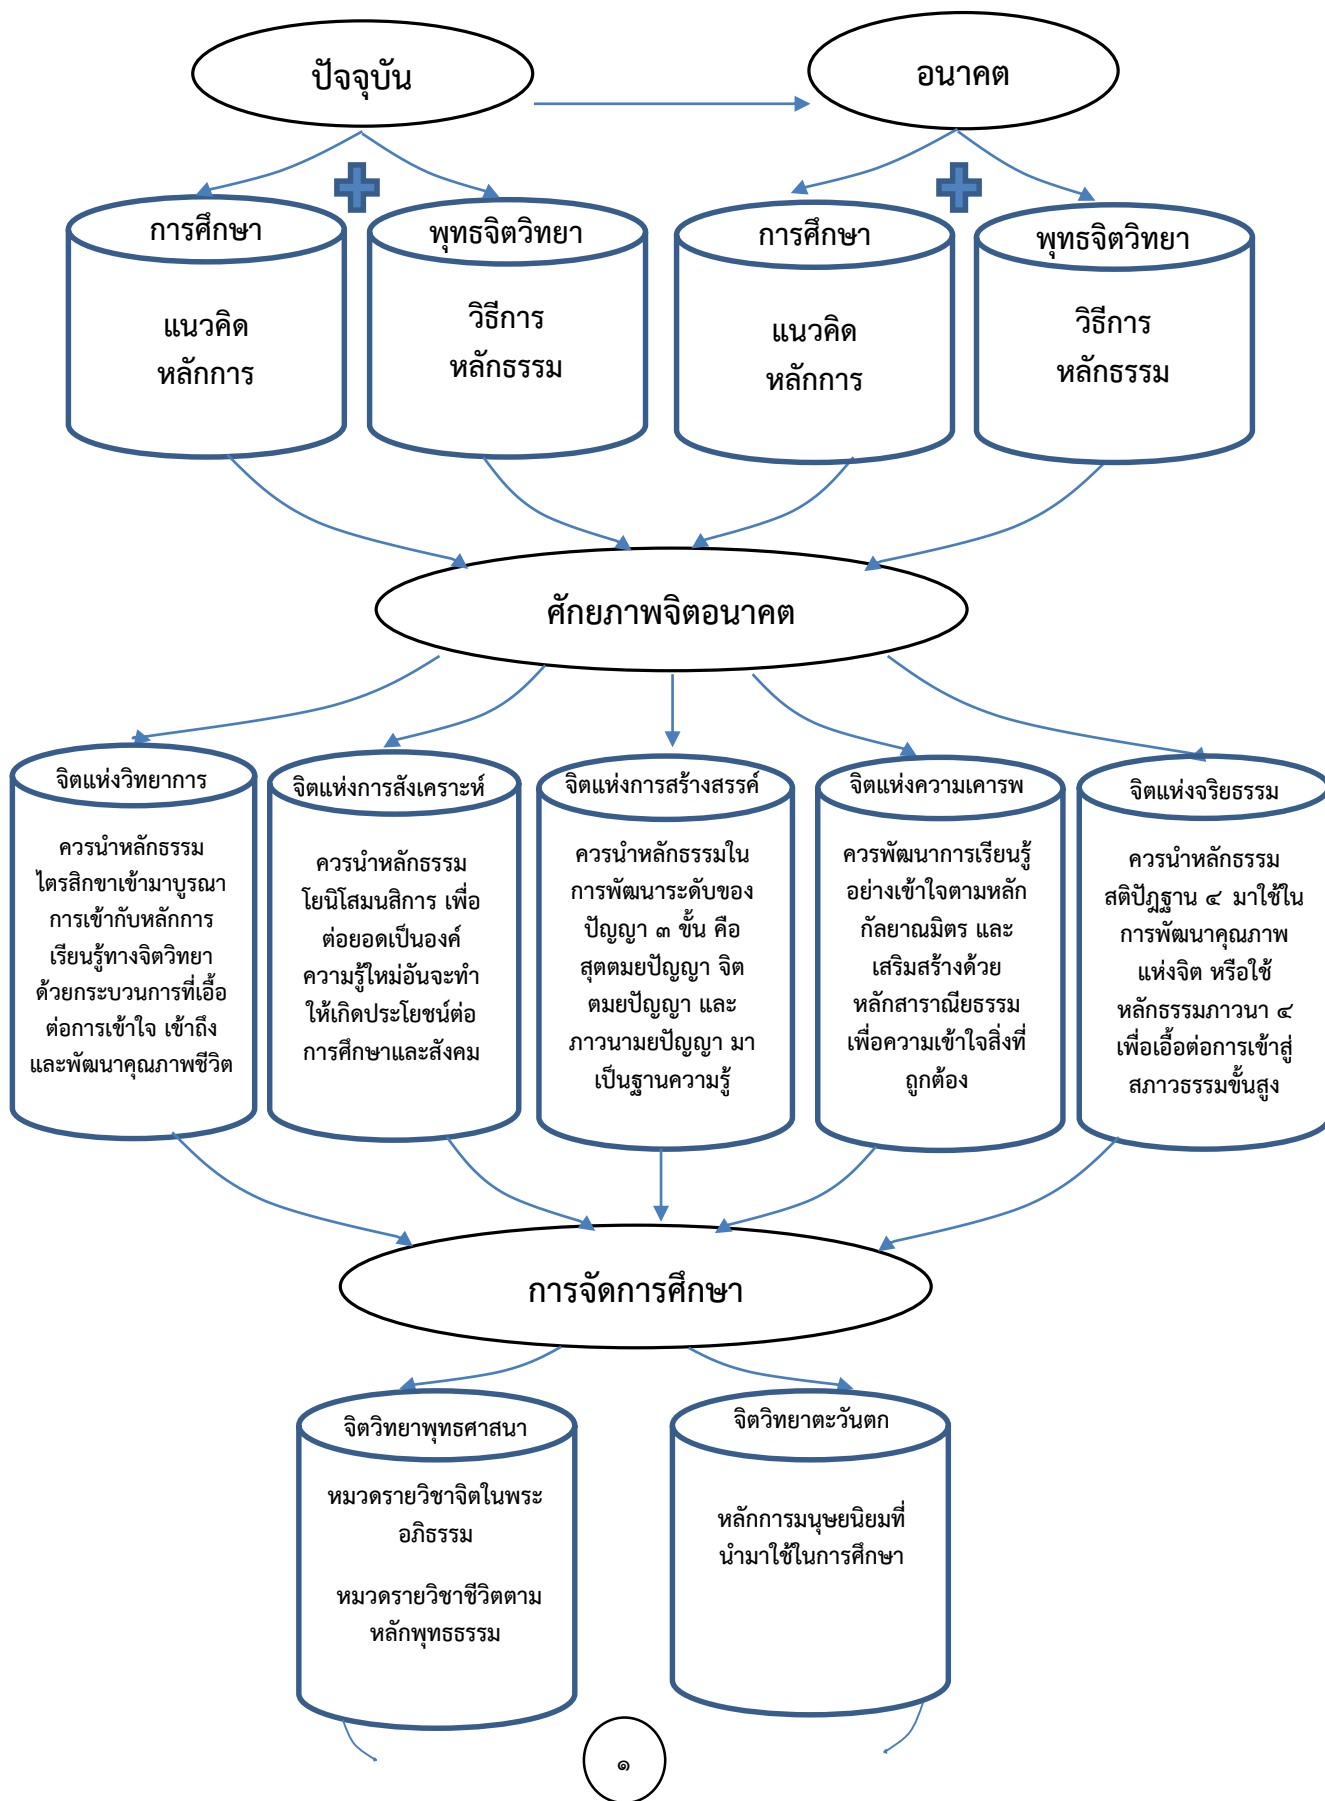 ปัจจุบัน
อนาคต
การศึกษา
แนวคิด
หลักการ
พุทธจิตวิทยา
วิธีการ
หลักธรรม
การศึกษา
แนวคิด
หลักการ
พุทธจิตวิทยา
วิธีการ
หลักธรรม
ศักยภาพจิตอนาคต
จิตแห่งวิทยาการ
ควรนำหลักธรรม
ไตรสิกขาเข้ามาบูรณา
การเข้ากับหลักการ
เรียนรู้ทางจิตวิทยา
ด้วยกระบวนการที่เอื้อ
ต่อการเข้าใจ เข้าถึง
และพัฒนาคุณภาพชีวิต
จิตแห่งการสังเคราะห์
ควรนำหลักธรรม
โยนิโสมนสิการ เพื่อ
ต่อยอดเป็นองค์
ความรู้ใหม่อันจะทำ
ให้เกิดประโยชน์ต่อ
การศึกษาและสังคม
จิตแห่งการสร้างสรรค์
ควรนำหลักธรรมใน
การพัฒนาระดับของ
ปัญญา ๓ ขั้น คือ
สุตตมยปัญญา จิต
ตมยปัญญา และ
ภาวนามยปัญญา มา
เป็นฐานความรู้
จิตแห่งความเคารพ
ควรพัฒนาการเรียนรู้
อย่างเข้าใจตามหลัก
กัลยาณมิตร และ
เสริมสร้างด้วย
หลักสาราณียธรรม
เพื่อความเข้าใจสิ่งที่
ถูกต้อง
จิตแห่งจริยธรรม
ควรนำหลักธรรม
สติปัฏฐาน ๔ มาใช้ใน
การพัฒนาคุณภาพ
แห่งจิต หรือใช้
หลักธรรมภาวนา ๔
เพื่อเอื้อต่อการเข้าสู่
สภาวธรรมขั้นสูง
การจัดการศึกษา
จิตวิทยาพุทธศาสนา
หมวดรายวิชาจิตในพระ
อภิธรรม
หมวดรายวิชาชีวิตตาม
หลักพุทธธรรม
จิตวิทยาตะวันตก
หลักการมนุษยนิยมที่
นำมาใช้ในการศึกษา
๑